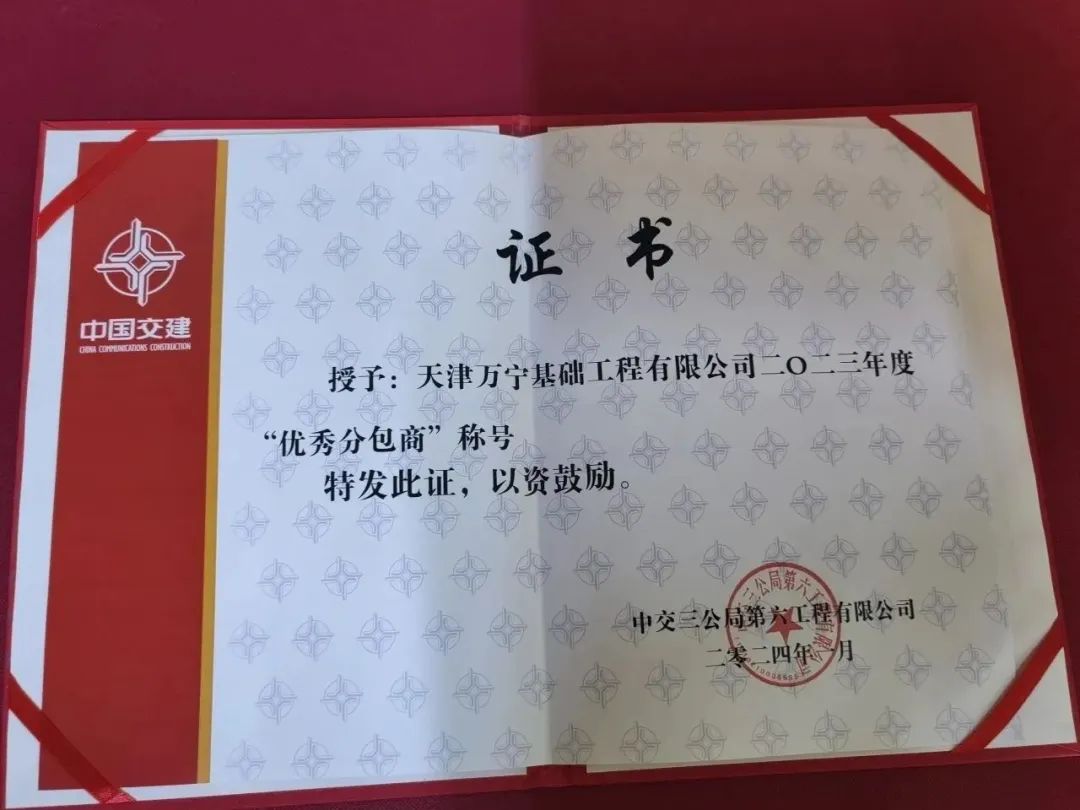 中国交建
CHINA COMMUNICATIONS CONSTRUCTION
证 书
授予：天津万宁基础工程有限公司二〇二三年度
“优秀分包商”称号
特发此证，以资鼓励。
中交三公局第六工程有限公司
二零二四年一月